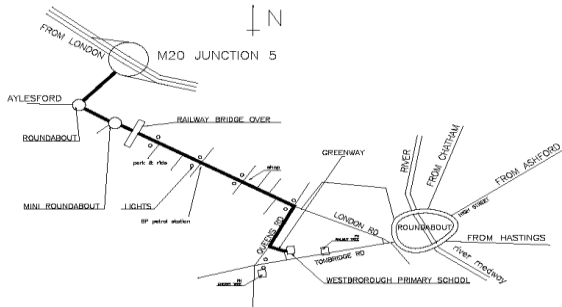 N
FROM LONDON
M20 JUNCTION 5
AYLESFORD
ROUNDABOUT
RAILWAY BRIDGE OVER
park & ride
MINI ROUNDABOUT
LIGHTS
BP petrol station
shop
GREENWAY
QUEENS RD
LONDON RD
TONBRIDGE RD
RIVER
FROM CHATHAM
FROM ASHFORD
HIGH STREET
ROUNDABOUT
FROM HASTINGS
river medway
WESTBROROUGH PRIMARY SCHOOL